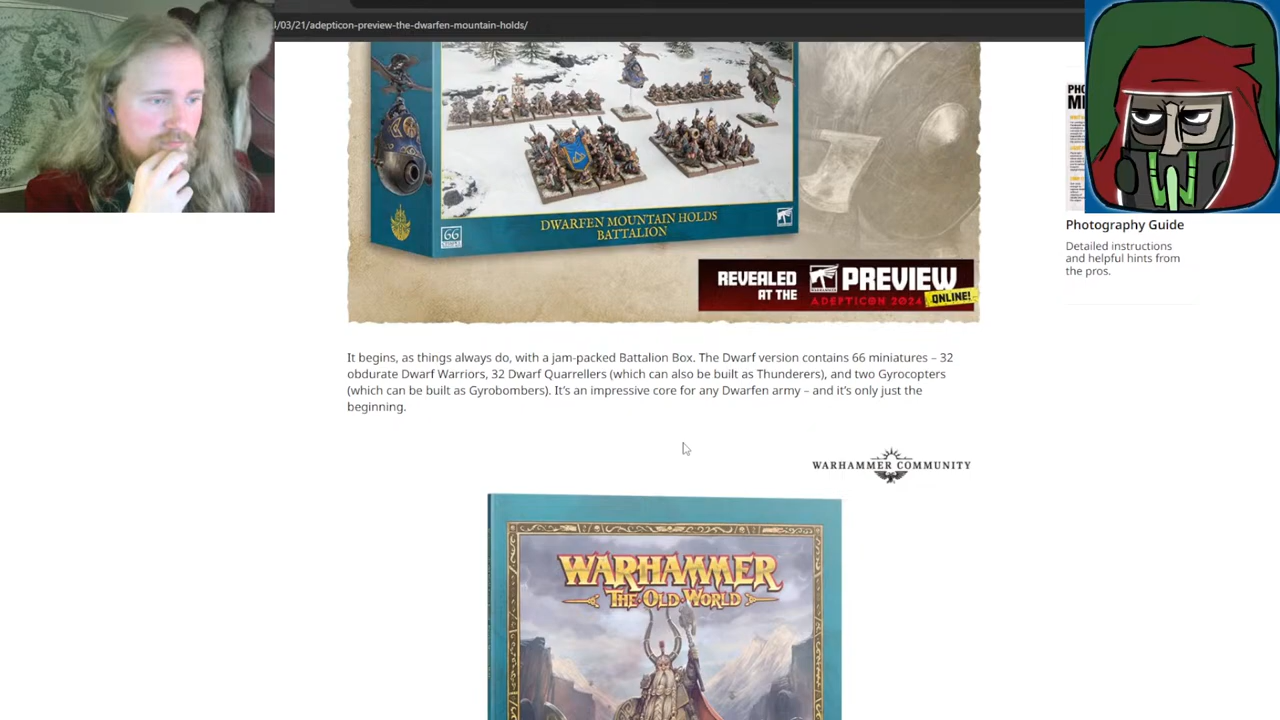 /03/21/adepticon-preview-the-dwarfen-mountain-holds/
DWARFEN MOUNTAIN HOLDS
BATTALION
66
REVEALED
AT THE
PREVIEW
ADEPTICON 2024
ONLINE!
Photography Guide
Detailed instructions
and helpful hints from
the pros.
It begins, as things always do, with a jam-packed Battalion Box. The Dwarf version contains 66 miniatures – 32
obdurate Dwarf Warriors, 32 Dwarf Quarrellers (which can also be built as Thunderers), and two Gyrocopters
(which can be built as Gyrobombers). It's an impressive core for any Dwarfen army – and it's only just the
beginning.
WARHAMMER COMMUNITY
WARHAMMER
THE OLD WORLD